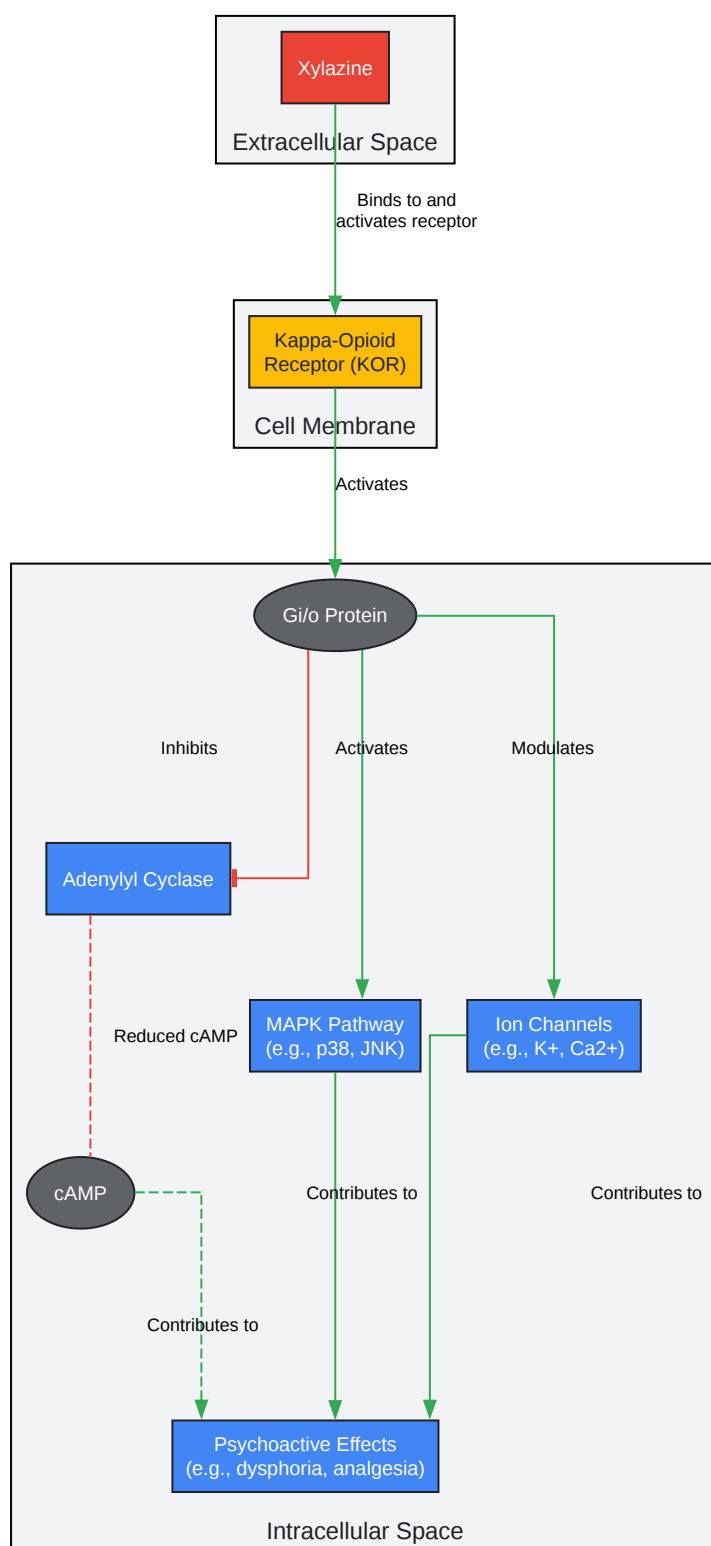 Xylazine
Extracellular Space
Binds to and
activates receptor
Kappa-Opioid
Receptor (KOR)
Cell Membrane
Activates
Gi/o Protein
Inhibits
Activates
Modulates
Adenylyl Cyclase
MAPK Pathway
(e.g., p38, JNK)
Ion Channels
(e.g., K+, Ca2+)
Reduced cAMP
cAMP
Contributes to
Contributes to
Contributes to
Psychoactive Effects
(e.g., dysphoria, analgesia)
Intracellular Space